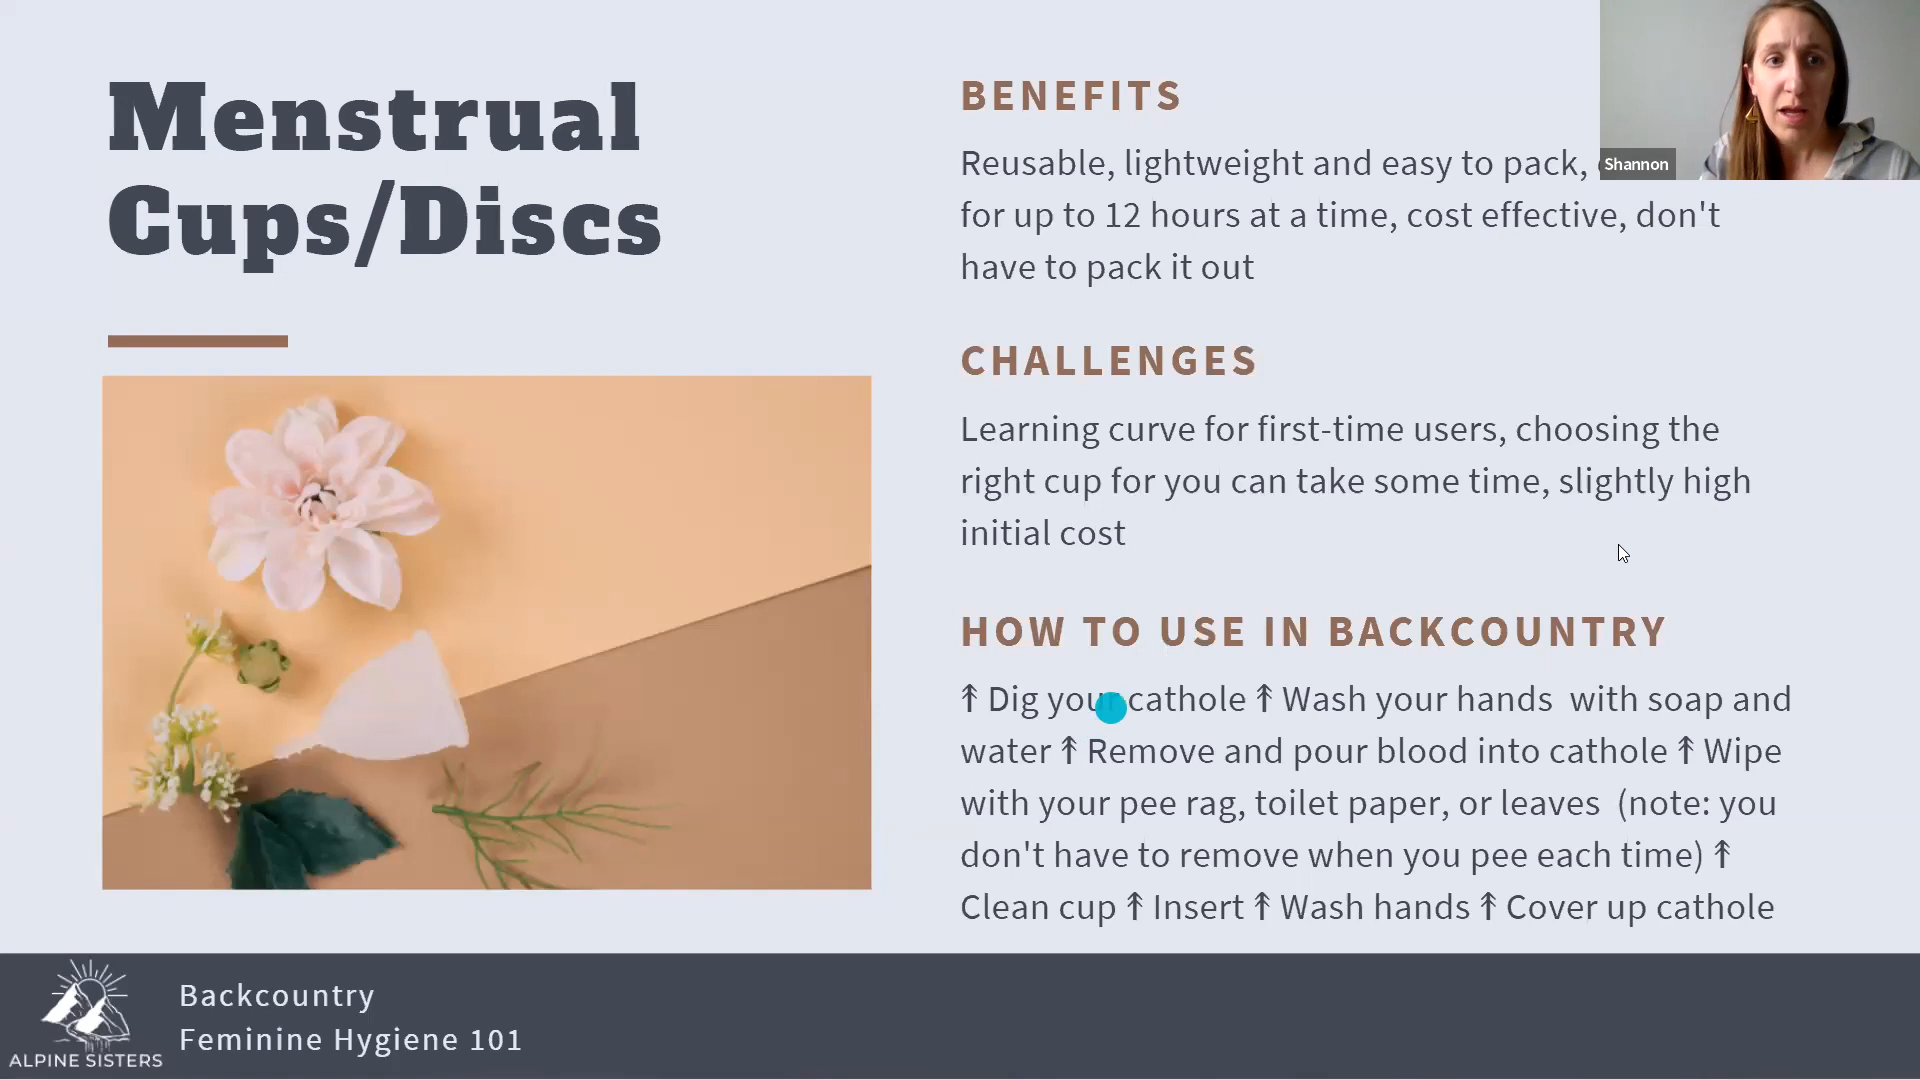 Menstrual
Cups/Discs
BENEFITS
Reusable, lightweight and easy to pack,
for up to 12 hours at a time, cost effective, don't
have to pack it out
CHALLENGES
Learning curve for first-time users, choosing the
right cup for you can take some time, slightly high
initial cost
HOW TO USE IN BACKCOUNTRY
↟ Dig your cathole ↟ Wash your hands  with soap and
water ↟ Remove and pour blood into cathole ↟ Wipe
with your pee rag, toilet paper, or leaves  (note: you
don't have to remove when you pee each time) ↟
Clean cup ↟ Insert ↟ Wash hands ↟ Cover up cathole
Shannon
ALPINE SISTERS
Backcountry
Feminine Hygiene 101